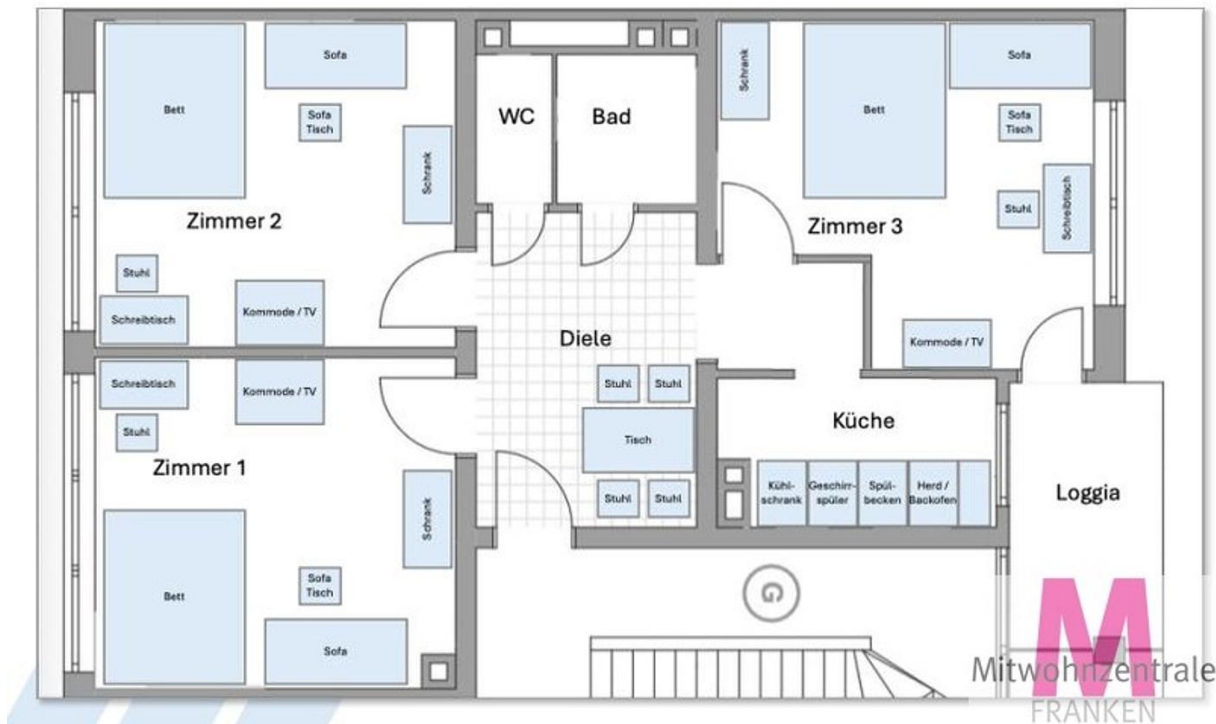 Bett
Sofa
Sofa
Tisch
Schrank
Zimmer 2
Stuhl
Schreibtisch
Kommode / TV
WC
Bad
Schrank
Bett
Sofa
Sofa
Tisch
Stuhl
Schreibtisch
Zimmer 3
Kommode / TV
Diele
Stuhl
Stuhl
Tisch
Stuhl
Stuhl
Schreibtisch
Kommode / TV
Stuhl
Zimmer 1
Schrank
Bett
Sofa
Tisch
Sofa
Küche
Kühl-
schrank
Geschirr-
spüler
Spül-
becken
Herd /
Backofen
Loggia
G
M
Mitwohnzentrale
FRANKEN